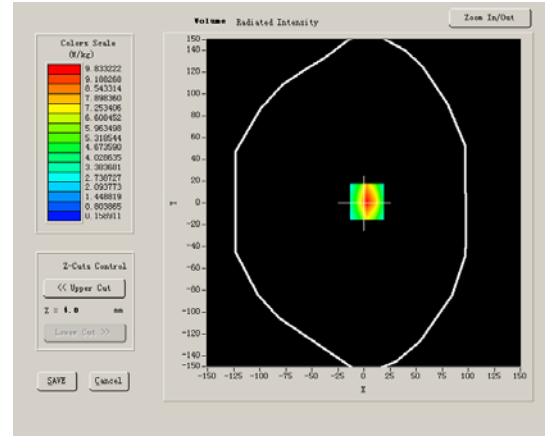 Volume Radiated Intensity
Zoom In/Out
Colors Scale
(W/kg)
9.833222
9.188268
8.543314
7.898360
7.253406
6.608452
5.963498
5.318544
4.673590
4.028635
3.383681
2.738727
2.093773
1.448819
0.803865
0.158911
150
140
120
100
80
60
40
20
0
-20
-40
-60
-80
-100
-120
-140
-150
Y
-150 -125 -100 -75 -50 -25 0 25 50 75 100 125 150
X
Z-Cuts Control
<< Upper Cut
Z = 4.0 mm
Lower Cut >>
SAVE Cancel